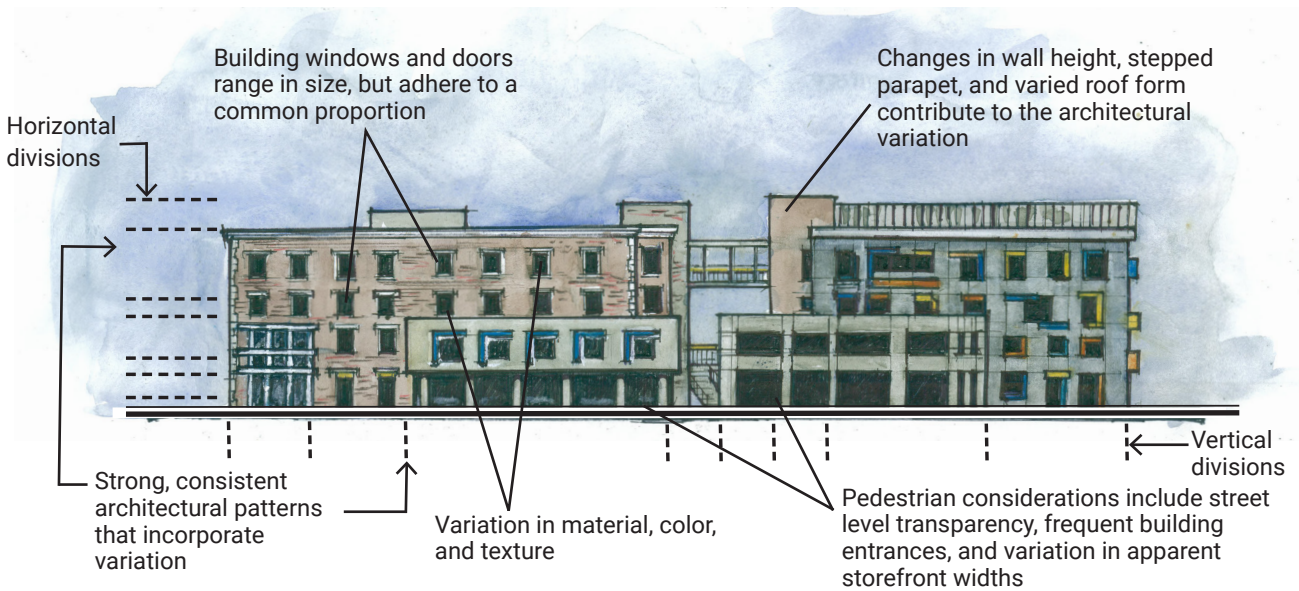 Building windows and doors
range in size, but adhere to a
common proportion
Changes in wall height, stepped
parapet, and varied roof form
contribute to the architectural
variation
Horizontal
divisions
Strong, consistent
architectural patterns
that incorporate
variation
Variation in material, color,
and texture
Vertical
divisions
Pedestrian considerations include street
level transparency, frequent building
entrances, and variation in apparent
storefront widths